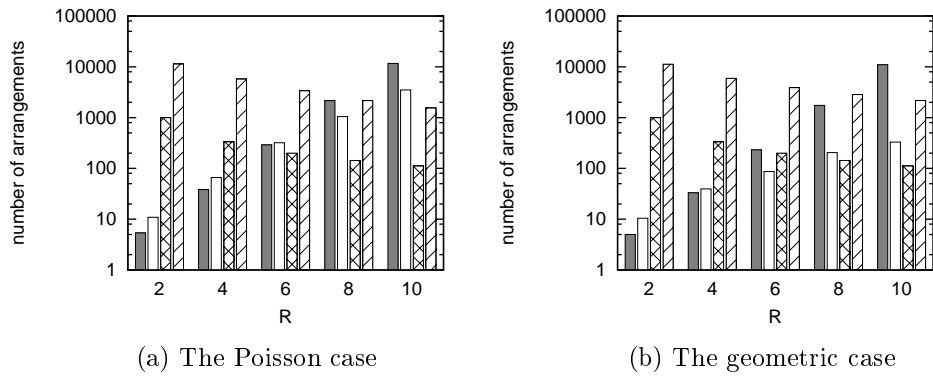 number of arrangements
100000
10000
1000
100
10
1
2 4 6 8 10
R
(a) The Poisson case
number of arrangements
100000
10000
1000
100
10
1
2 4 6 8 10
R
(b) The geometric case